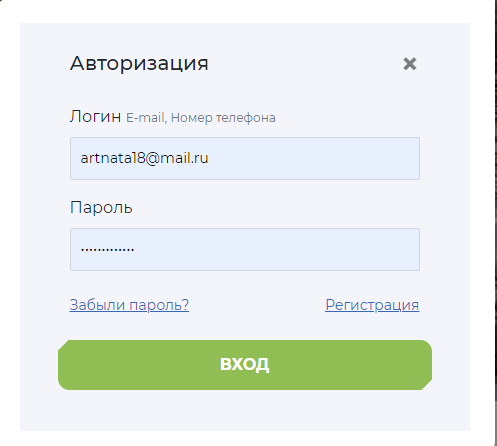 Авторизация
Логин E-mail, Номер телефона
artnata18@mail.ru
Пароль
•••••••••••••
Забыли пароль? Регистрация
ВХОД